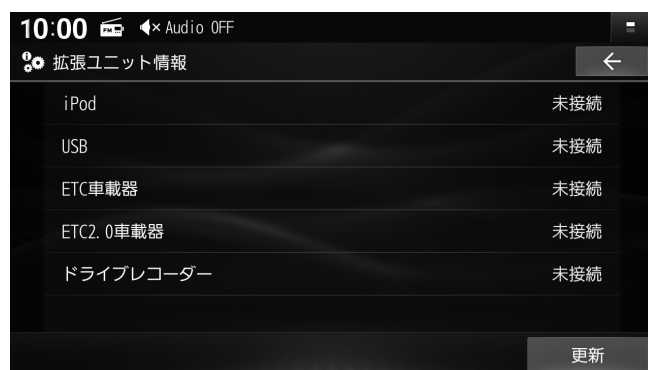 10:00 FM Audio OFF
拡張ユニット情報
iPod 未接続
USB 未接続
ETC車載器 未接続
ETC2.0車載器 未接続
ドライブレコーダー 未接続
更新